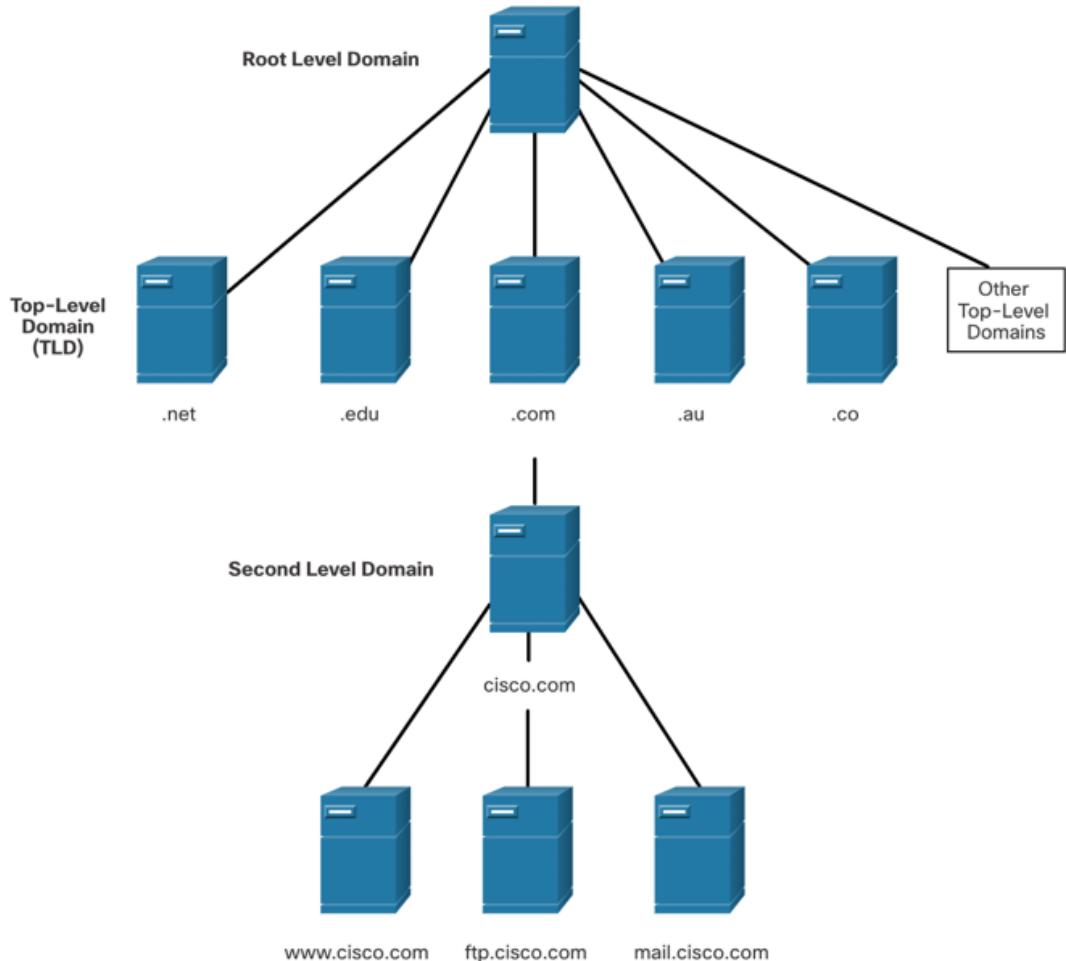 Root Level Domain
Top-Level
Domain
(TLD)
Other
Top-Level
Domains
.net
.edu
.com
.au
.co
Second Level Domain
cisco.com
www.cisco.com
ftp.cisco.com
mail.cisco.com